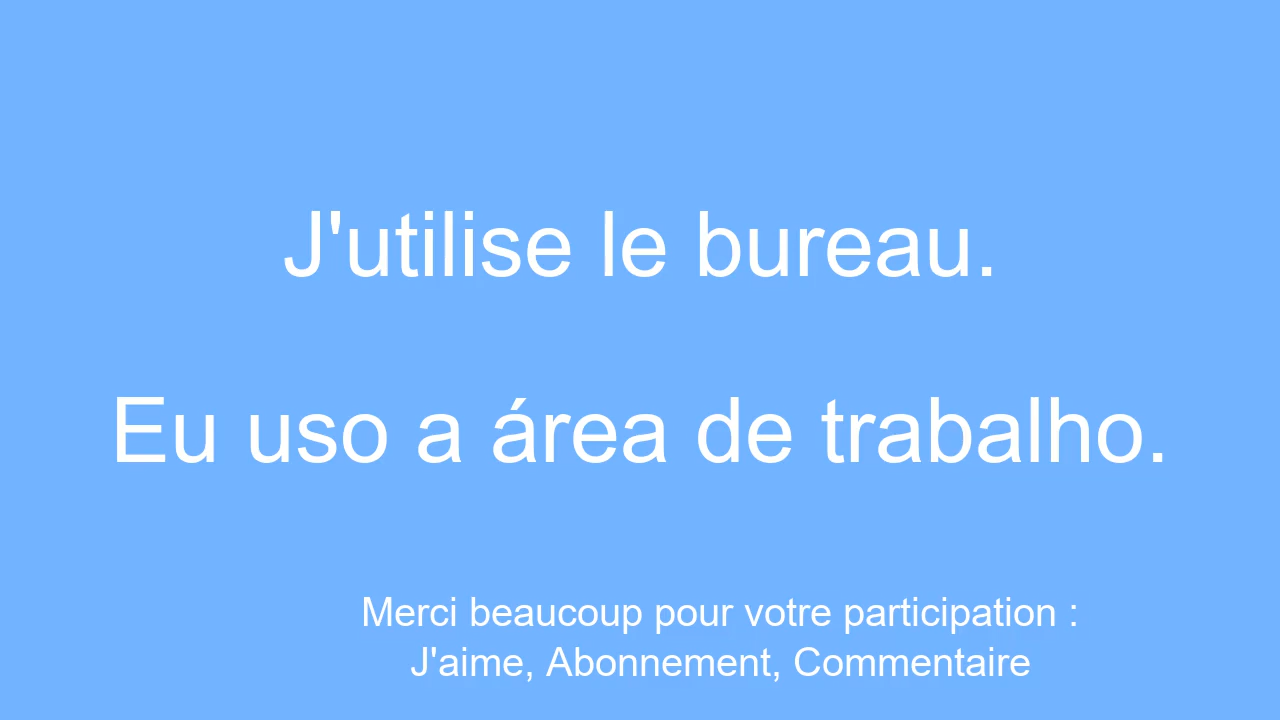 J'utilise le bureau.
Eu uso a área de trabalho.
Merci beaucoup pour votre participation :
J'aime, Abonnement, Commentaire